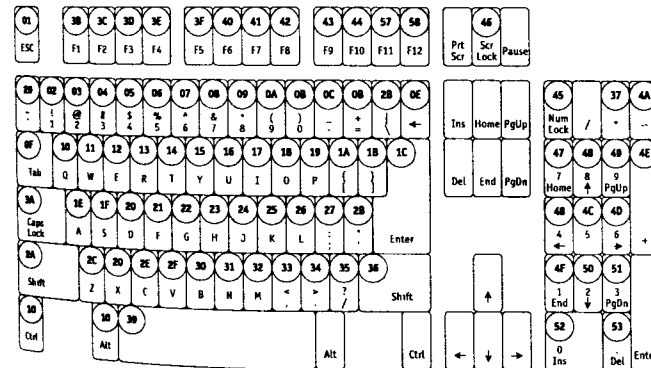 01 3B 3C 3D 3E 3F 40 41 42 43 44 57 58 46
ESC F1 F2 F3 F4 F5 F6 F7 F8 F9 F10 F11 F12 Prt Scr Scr Lock Pause
29 02 03 04 05 06 07 08 09 0A 0B 0C 0D 2B 0E 45 37 4A
! @ # $ % ^ & * ( ) _ + |
1 2 3 4 5 6 7 8 9 0 - = \ ← Ins Home PgUp Num Lock / * -
0F 10 11 12 13 14 15 16 17 18 19 1A 1B 1C 47 48 49 4E
Tab Q W E R T Y U I O P { } Del End PgDn 7 Home 8 ↑ 9 PgUp
[ ]
3A 1E 1F 20 21 22 23 24 25 26 27 28 4B 4C 4D
Caps Lock A S D F G H J K L : ; " ' Enter 4 ← 5 6 → +
2A 2C 2D 2E 2F 30 31 32 33 34 35 36 4F 50 51
Shift Z X C V B N M < , > . ? / Shift ↑ 1 End 2 ↓ 3 PgDn
10 10 39 52 53
Ctrl Alt Alt Ctrl ← ↓ → 0 Ins . Del Enter